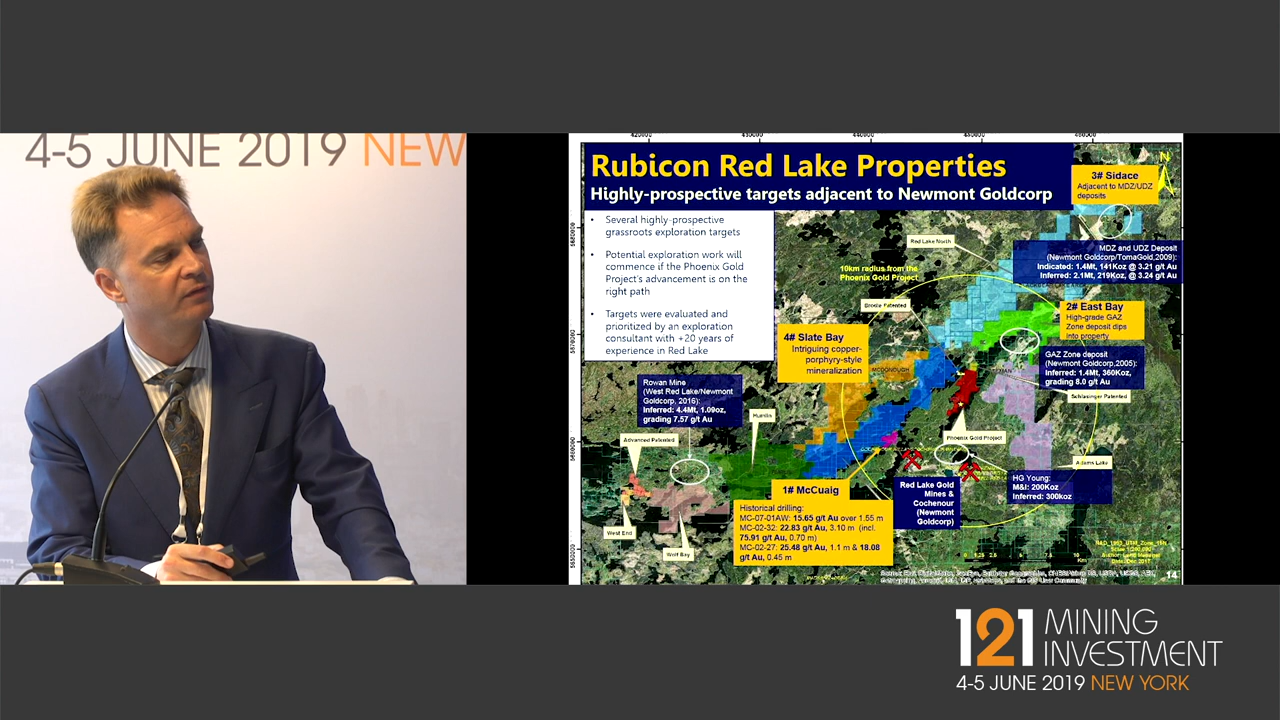 4-5 JUNE 2019 NEW
Rubicon Red Lake Properties
Highly-prospective targets adjacent to Newmont Goldcorp
• Several highly-prospective
grassroots exploration targets
• Potential exploration work will
commence if the Phoenix Gold
Project's advancement is on the
right path
• Targets were evaluated and
prioritized by an exploration
consultant with +20 years of
experience in Red Lake
3# Sidace
Adjacent to MDZ/UDZ
deposits
N
Red Lake North
MDZ and UDZ Deposit
(Newmont Goldcorp/TomaGold,2009):
Indicated: 1.4Mt, 141Koz @ 3.21 g/t Au
Inferred: 2.1Mt, 219Koz @ 3.24 g/t Au
10km radius from the
Phoenix Gold Project
Brodie Patented
2# East Bay
High-grade GAZ
Zone deposit dips
into property
4# Slate Bay
Intriguing copper-
porphyry-style
mineralization
MCDONOUGH
GAZ Zone deposit
(Newmont Goldcorp,2005):
Inferred: 1.4Mt, 360KOz,
grading 8.0 g/t Au
Rowan Mine
(West Red Lake/Newmont
Goldcorp, 2016):
Inferred: 4.4Mt, 1.09oz,
grading 7.57 g/t Au
Schlasinger Patented
Humlin
Advanced Patented
Phoenix Gold Project
Adams Lake
HG Young:
M&I: 200Koz
Inferred: 300koz
Red Lake Gold
Mines &
Cochenour
(Newmont
Goldcorp)
1# McCuaig
Historical drilling:
MC-07-01AW: 15.65 g/t Au over 1.55 m
MC-02-32: 22.83 g/t Au, 3.10 m (incl.
75.91 g/t Au, 0.70 m)
MC-02-27: 25.48 g/t Au, 1.1 m & 18.08
g/t Au, 0.45 m
West End
Wolf Bay
14
121 MINING
INVESTMENT
4-5 JUNE 2019 NEW YORK